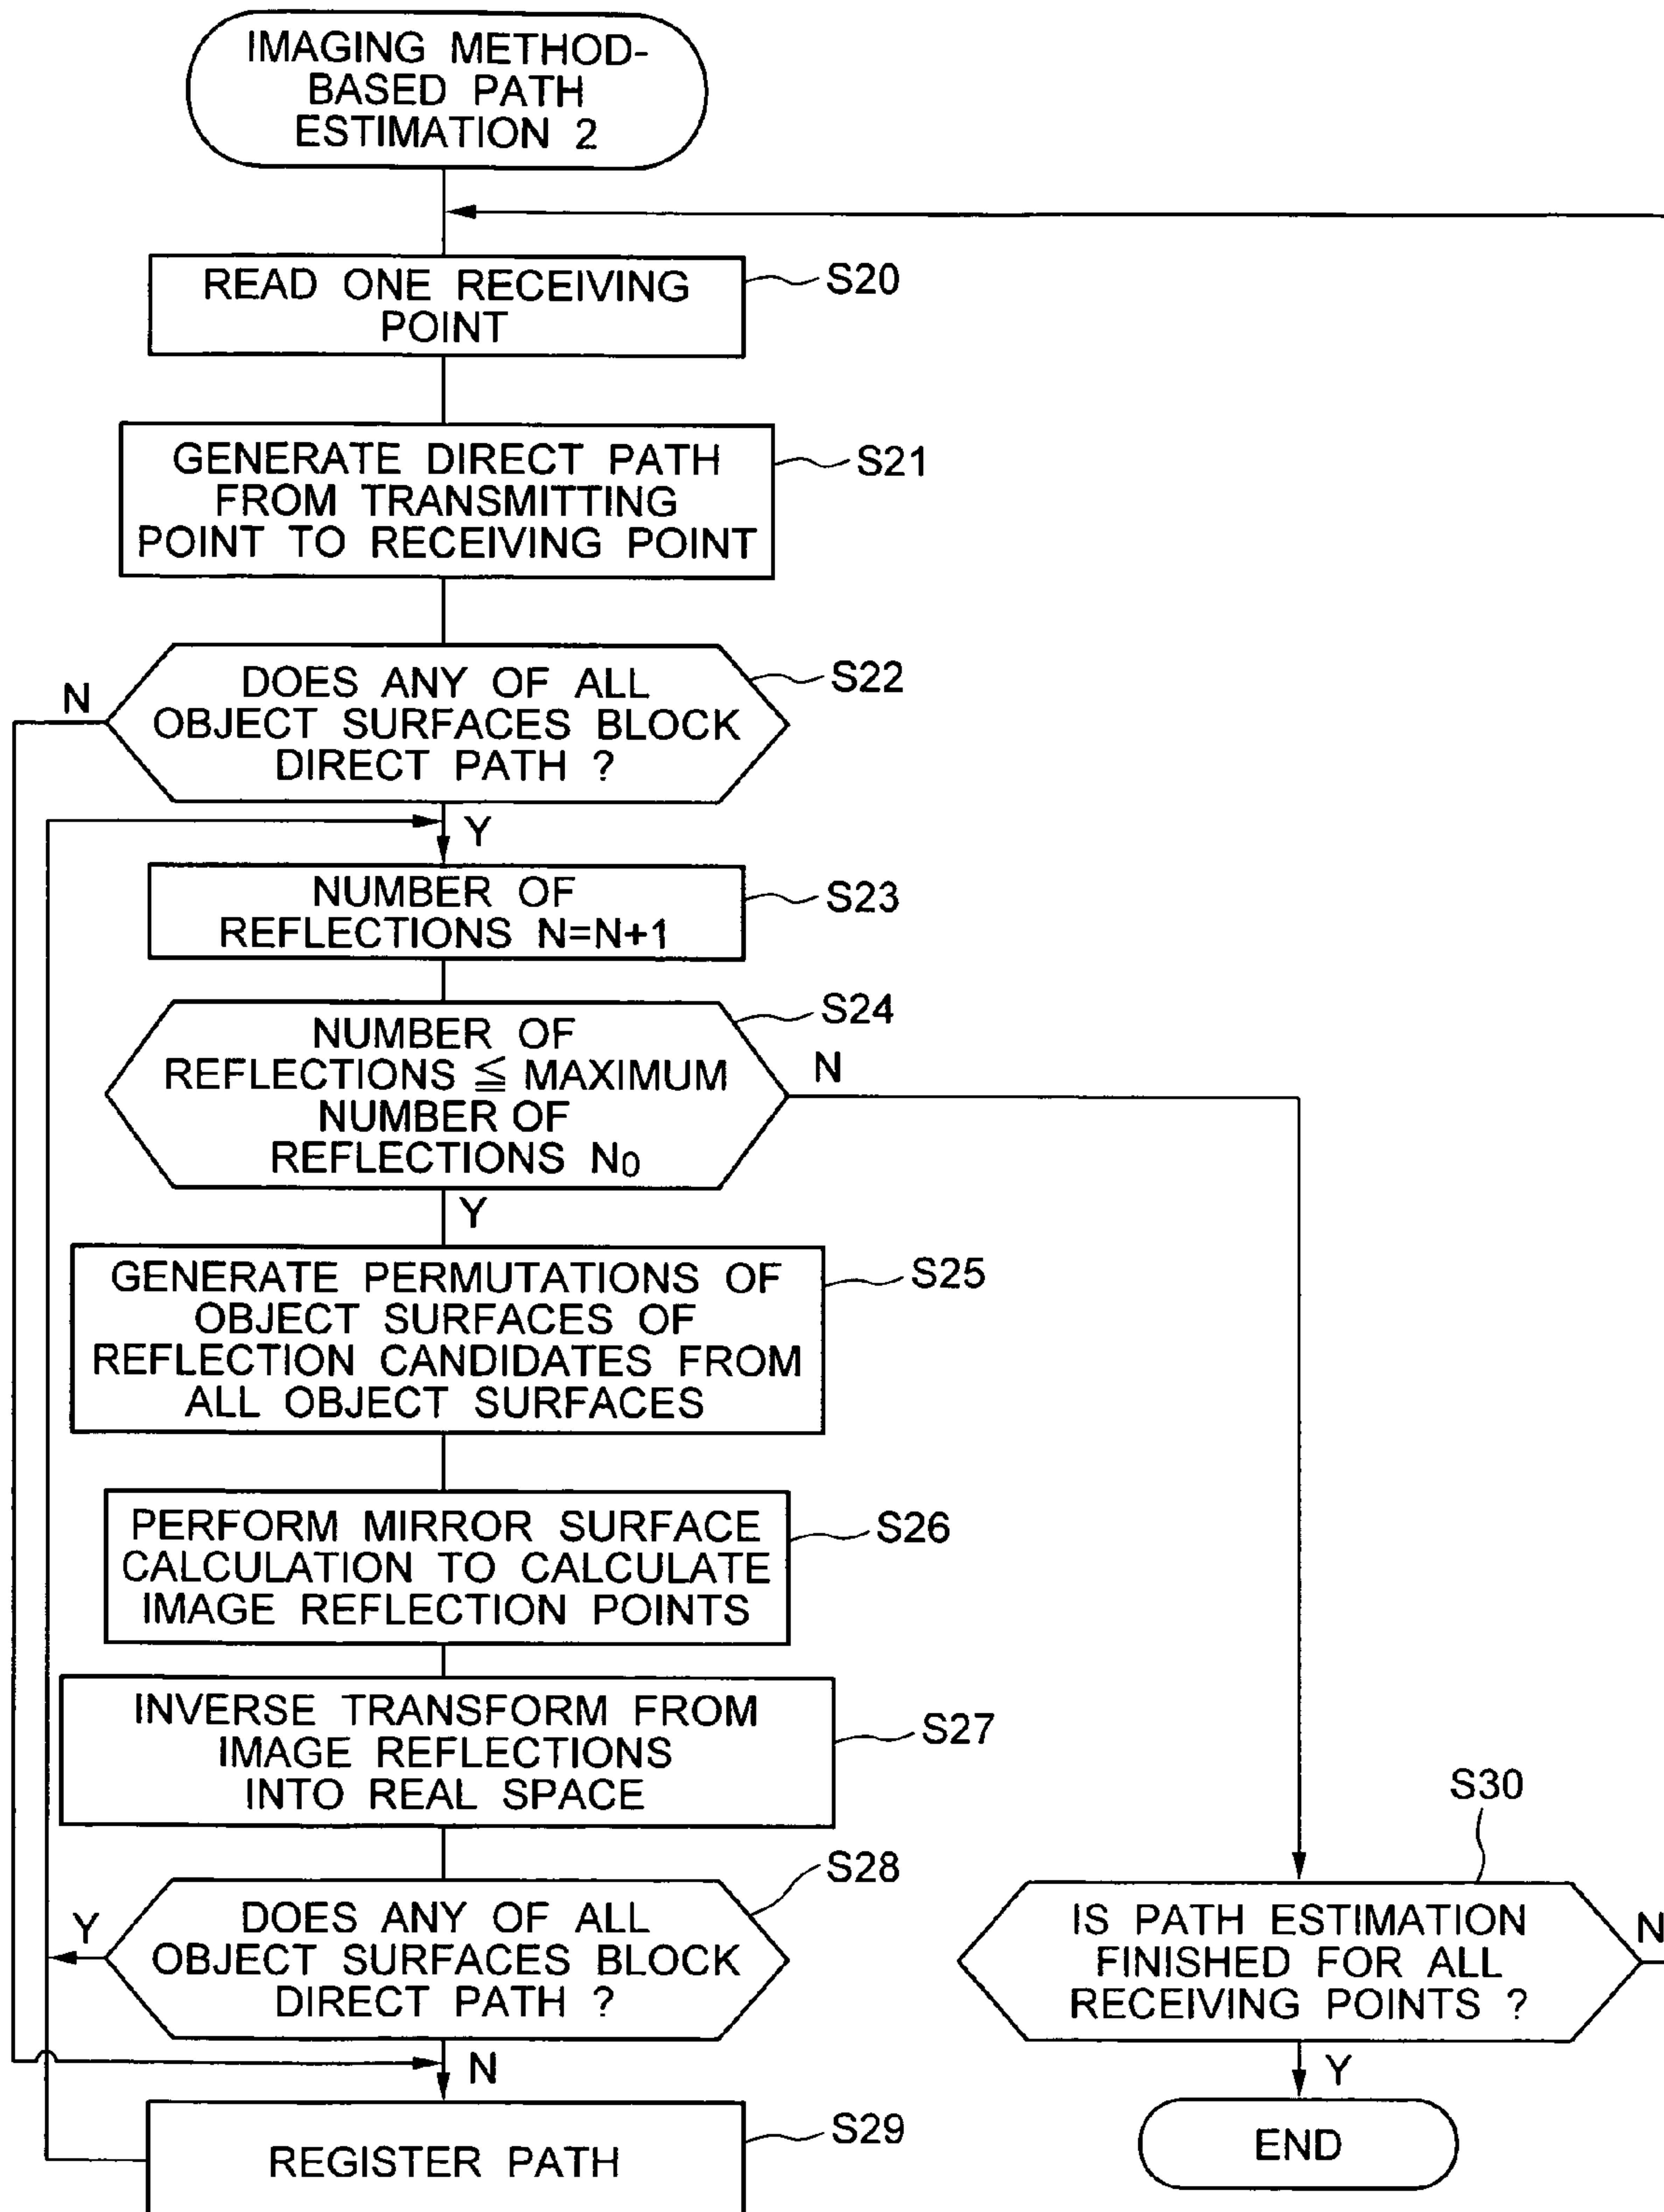 IMAGING METHOD-
BASED PATH
ESTIMATION 2
READ ONE RECEIVING
POINT
S20
GENERATE DIRECT PATH
FROM TRANSMITTING
POINT TO RECEIVING POINT
S21
DOES ANY OF ALL
OBJECT SURFACES BLOCK
DIRECT PATH ?
S22
N
Y
NUMBER OF
REFLECTIONS N=N+1
S23
NUMBER OF
REFLECTIONS ≦ MAXIMUM
NUMBER OF
REFLECTIONS N0
S24
N
Y
GENERATE PERMUTATIONS OF
OBJECT SURFACES OF
REFLECTION CANDIDATES FROM
ALL OBJECT SURFACES
S25
PERFORM MIRROR SURFACE
CALCULATION TO CALCULATE
IMAGE REFLECTION POINTS
S26
INVERSE TRANSFORM FROM
IMAGE REFLECTIONS
INTO REAL SPACE
S27
DOES ANY OF ALL
OBJECT SURFACES BLOCK
DIRECT PATH ?
S28
Y
N
REGISTER PATH
S29
S30
IS PATH ESTIMATION
FINISHED FOR ALL
RECEIVING POINTS ?
N
Y
END